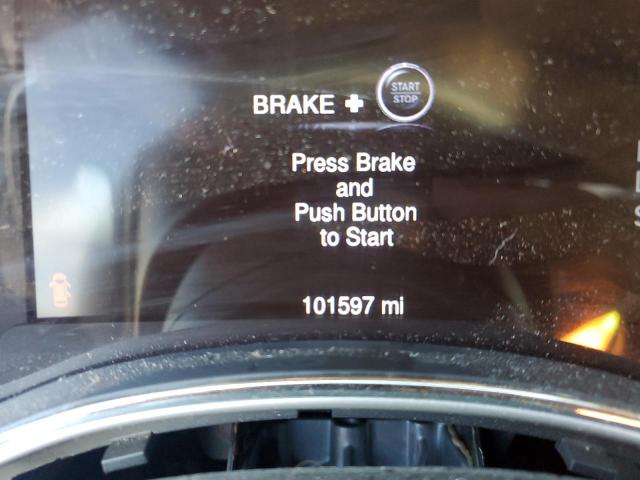 BRAKE + START
STOP
Press Brake
and
Push Button
to Start
101597 mi